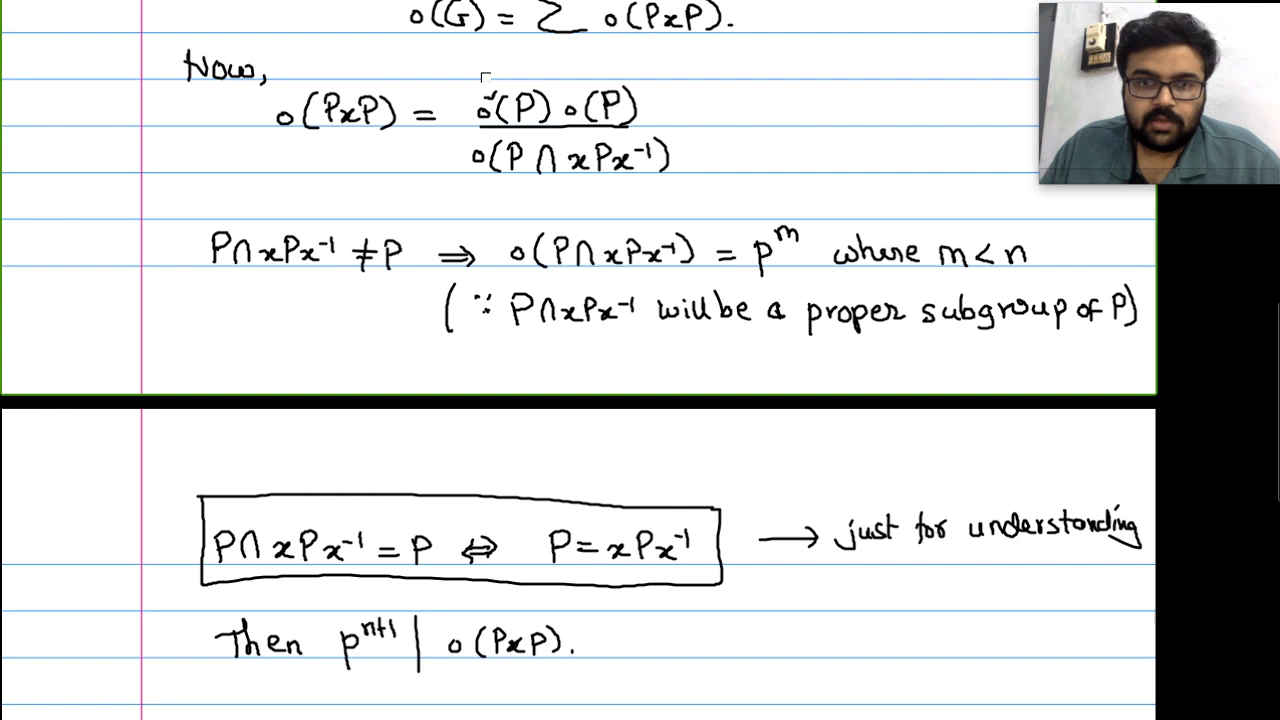 o(G) = Σ o(PxP).
Now,
o(PxP) = o(P) o(P) / o(P ∩ xPx⁻¹)
P∩xPx⁻¹ ≠ P ⇒ o(P∩xPx⁻¹) = p^m where m < n
(∵ P∩xPx⁻¹ will be a proper subgroup of P)
P∩xPx⁻¹ = P ⇔ P = xPx⁻¹ → just for understanding
Then p^{n+1} | o(PxP).